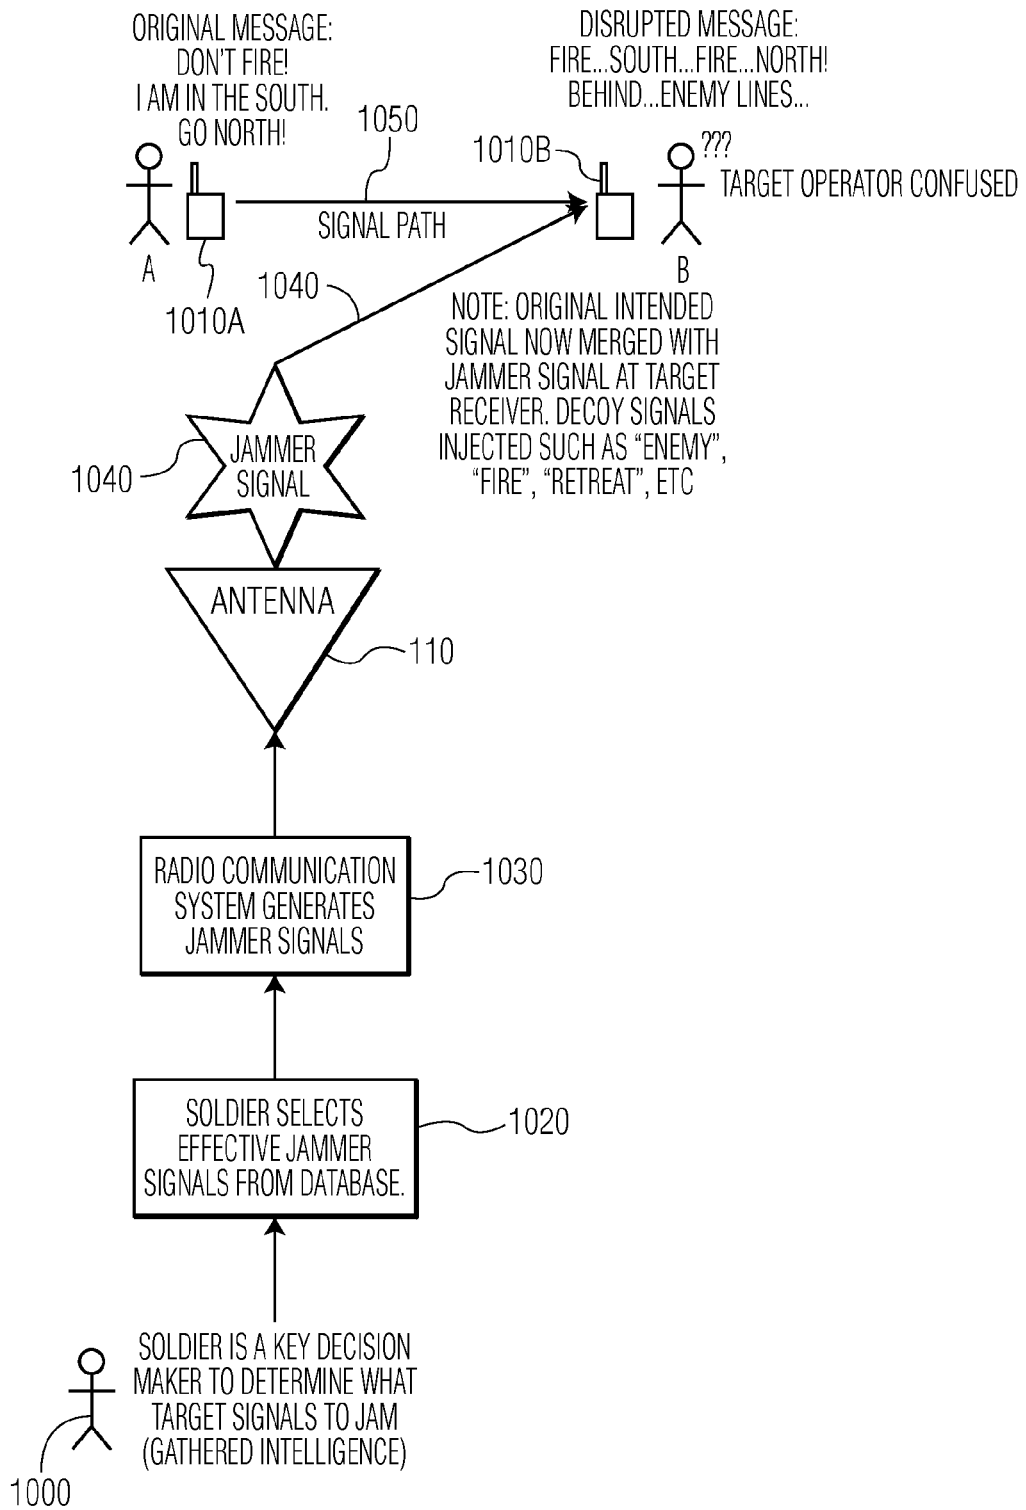 ORIGINAL MESSAGE:
DON'T FIRE!
I AM IN THE SOUTH.
GO NORTH!
DISRUPTED MESSAGE:
FIRE...SOUTH...FIRE...NORTH!
BEHIND...ENEMY LINES...
1050
1010B
???
TARGET OPERATOR CONFUSED
SIGNAL PATH
A
B
1010A
1040
NOTE: ORIGINAL INTENDED
SIGNAL NOW MERGED WITH
JAMMER SIGNAL AT TARGET
RECEIVER. DECOY SIGNALS
INJECTED SUCH AS “ENEMY”,
“FIRE”, “RETREAT”, ETC
JAMMER
SIGNAL
1040
ANTENNA
110
RADIO COMMUNICATION
SYSTEM GENERATES
JAMMER SIGNALS
1030
SOLDIER SELECTS
EFFECTIVE JAMMER
SIGNALS FROM DATABASE.
1020
SOLDIER IS A KEY DECISION
MAKER TO DETERMINE WHAT
TARGET SIGNALS TO JAM
(GATHERED INTELLIGENCE)
1000